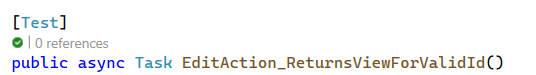 [Test]
| 0 references
public async Task EditAction_ReturnsViewForValidId()